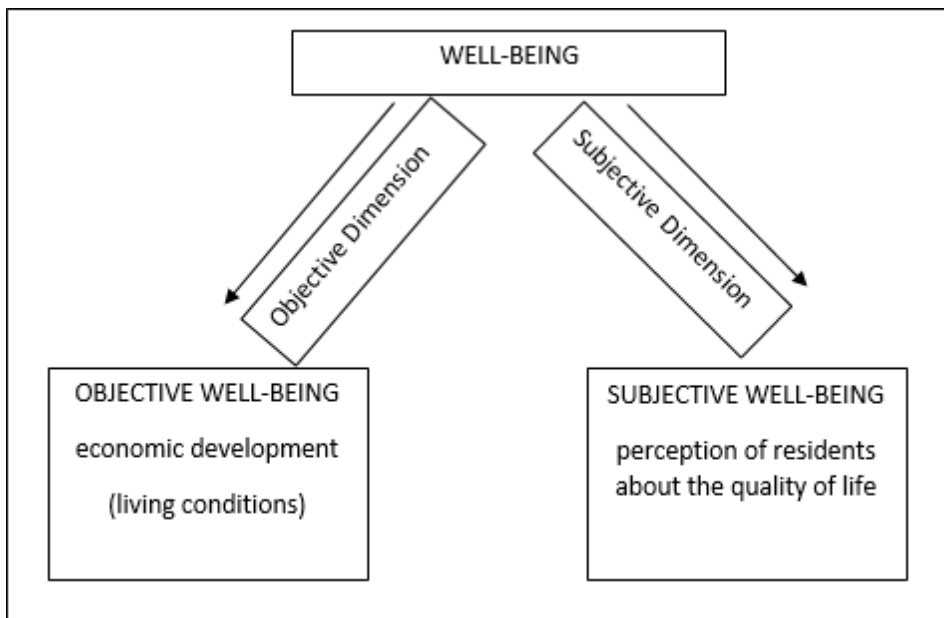 WELL-BEING
Objective Dimension
Subjective Dimension
OBJECTIVE WELL-BEING
economic development
(living conditions)
SUBJECTIVE WELL-BEING
perception of residents
about the quality of life